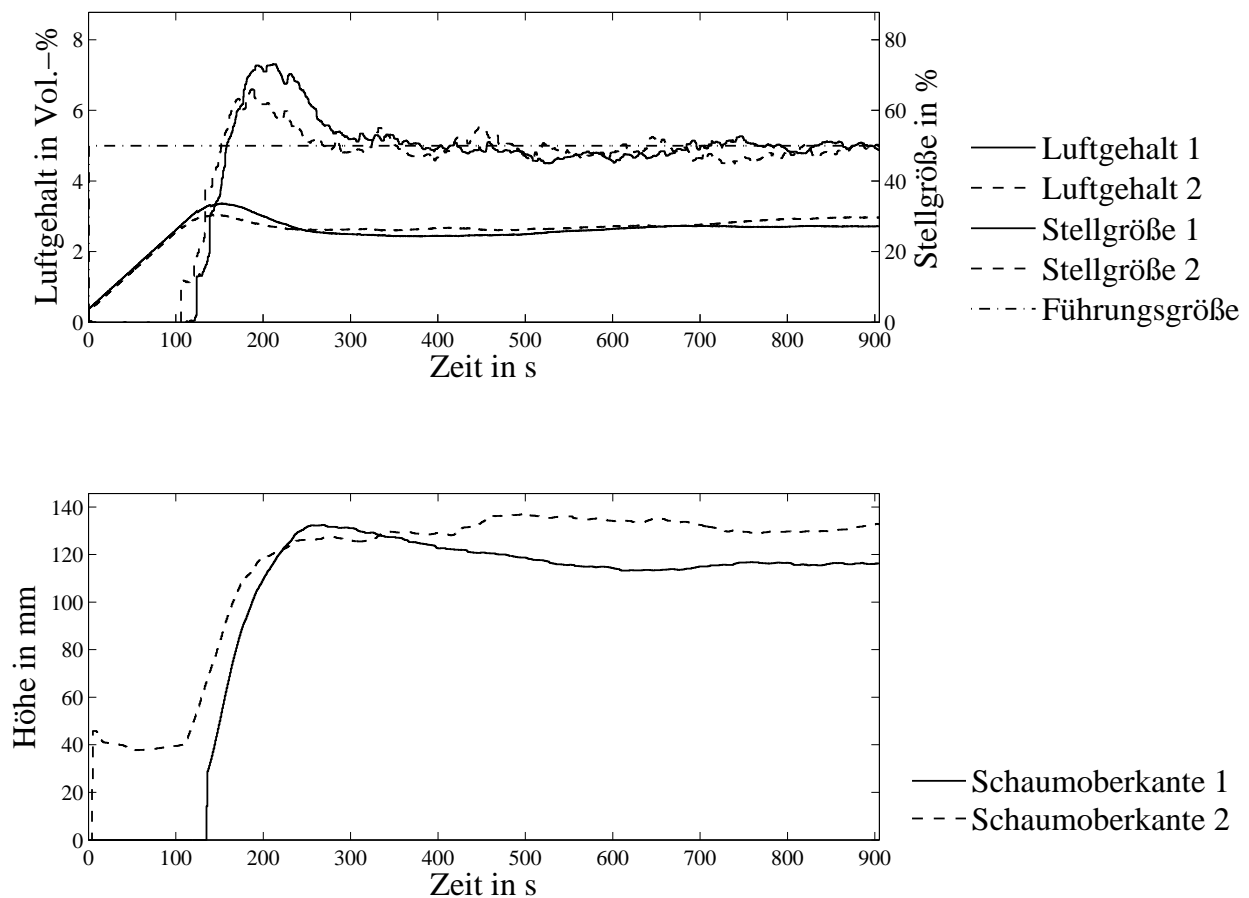 8
6
4
2
0
Luftgehalt in Vol.−%
80
60
40
20
0
Stellgröße in %
0 100 200 300 400 500 600 700 800 900
Zeit in s
Luftgehalt 1
Luftgehalt 2
Stellgröße 1
Stellgröße 2
Führungsgröße
140
120
100
80
60
40
20
0
Höhe in mm
0 100 200 300 400 500 600 700 800 900
Zeit in s
Schaumoberkante 1
Schaumoberkante 2